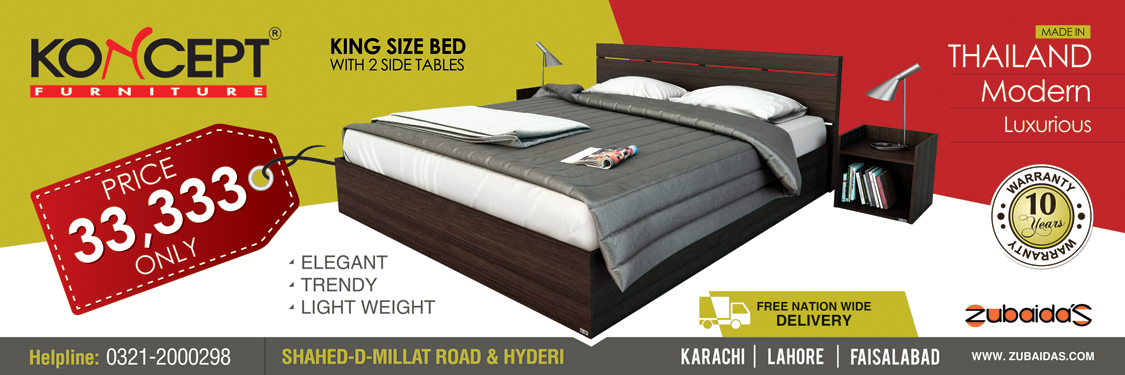 KONCEPT®
FURNITURE
KING SIZE BED
WITH 2 SIDE TABLES
MADE IN
THAILAND
Modern
Luxurious
PRICE
33,333
ONLY
WARRANTY
10
Years
WARRANTY
ELEGANT
TRENDY
LIGHT WEIGHT
FREE NATION WIDE
DELIVERY
Zubaida'S
Helpline: 0321-2000298
SHAHED-D-MILLAT ROAD & HYDERI
KARACHI | LAHORE | FAISALABAD
WWW. ZUBAIDAS.COM